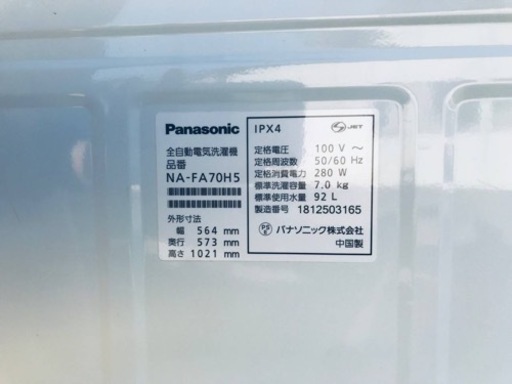 Panasonic
全自動電気洗濯機
品番
NA-FA70H5
外形寸法
幅 564 mm
奥行 573 mm
高さ 1021 mm
IPX4
S JET
定格電圧 100 V ～
定格周波数 50/60 Hz
定格消費電力 280 W
標準洗濯容量 7.0 kg
標準使用水量 92 L
製造番号 1812503165
PS E パナソニック株式会社
中国製